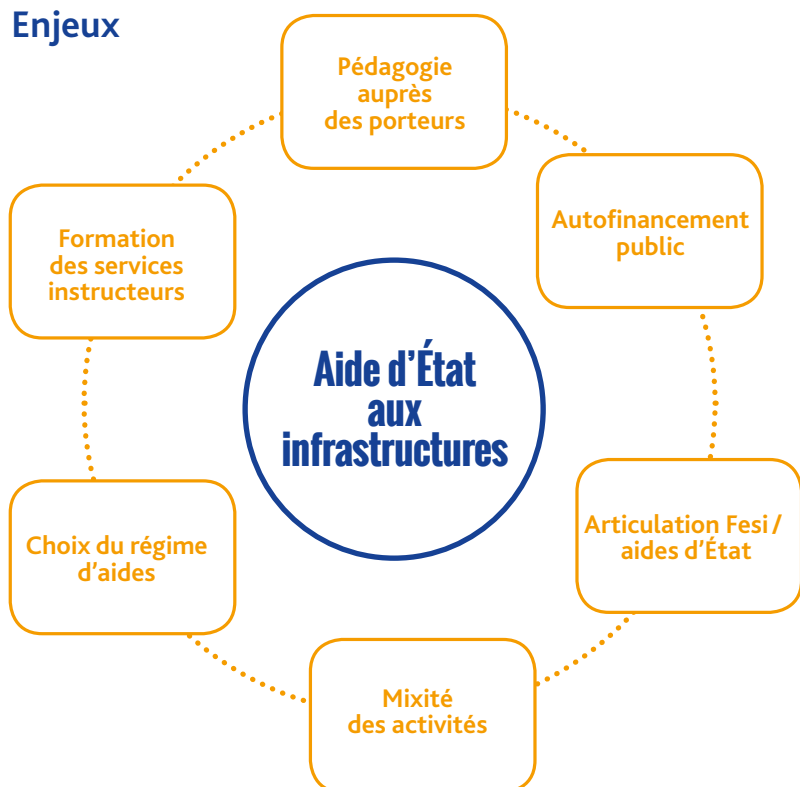 Enjeux
Pédagogie
auprès
des porteurs
Autofinancement
public
Formation
des services
instructeurs
Aide d'État
aux
infrastructures
Articulation Fesi /
aides d'État
Choix du régime
d'aides
Mixité
des activités